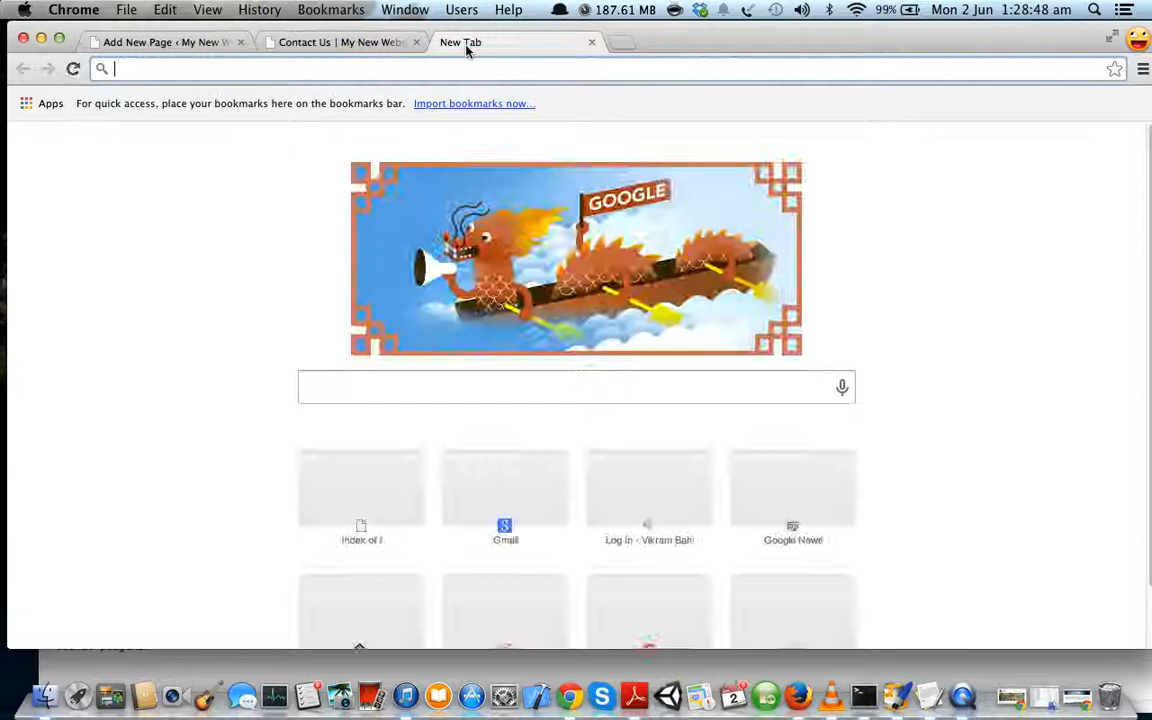 Chrome File Edit View History Bookmarks Window Users Help 187.61 MB 99% Mon 2 Jun 1:28:48 am
Add New Page ‹ My New W
Contact Us | My New Webs
New Tab
Apps For quick access, place your bookmarks here on the bookmarks bar. Import bookmarks now...
GOOGLE
Index of /
Gmail
Log In ‹ Vikram Bahl
Google News